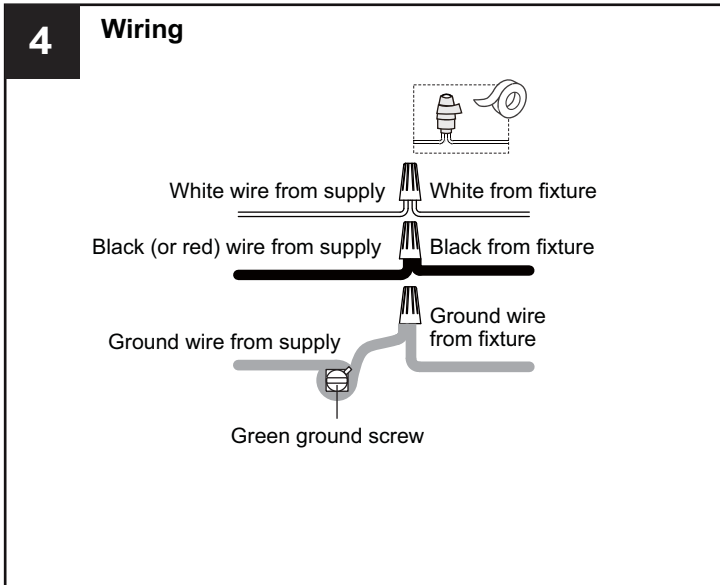 4
Wiring
White wire from supply
White from fixture
Black (or red) wire from supply
Black from fixture
Ground wire from supply
Ground wire
from fixture
Green ground screw